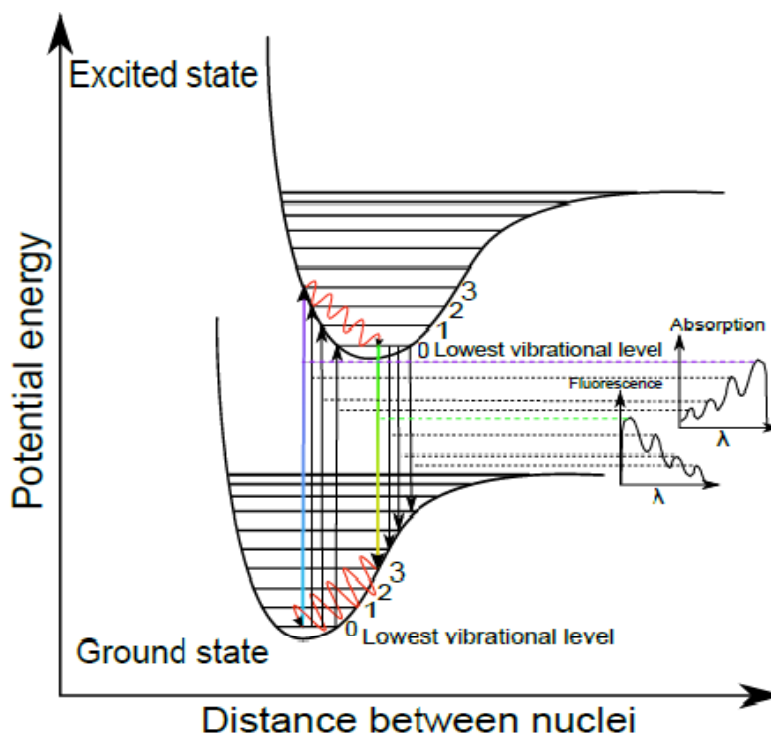 Excited state
Potential energy
3
2
1
0 Lowest vibrational level
Absorption
λ
Fluorescence
λ
3
2
1
0 Lowest vibrational level
Ground state
Distance between nuclei